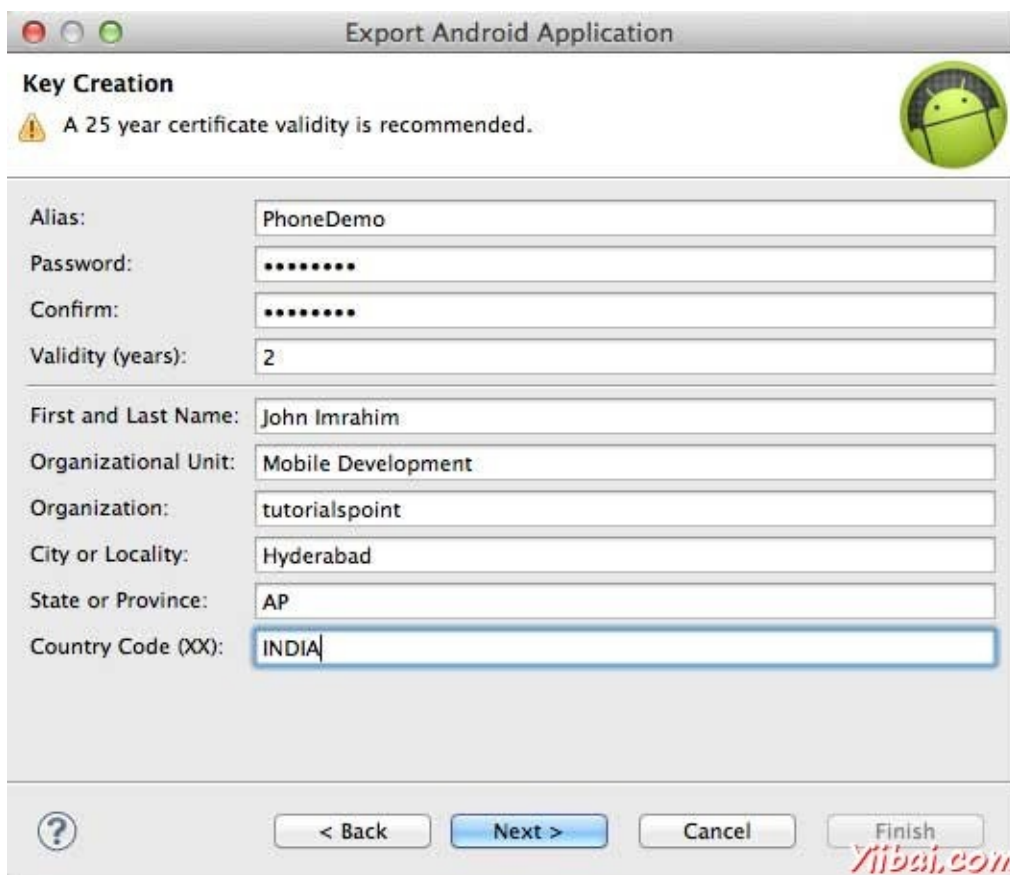 Export Android Application
Key Creation
A 25 year certificate validity is recommended.
Alias: PhoneDemo
Password: ••••••••
Confirm: ••••••••
Validity (years): 2
First and Last Name: John Imrahim
Organizational Unit: Mobile Development
Organization: tutorialspoint
City or Locality: Hyderabad
State or Province: AP
Country Code (XX): INDIA
? < Back Next > Cancel Finish
Yiibai.com